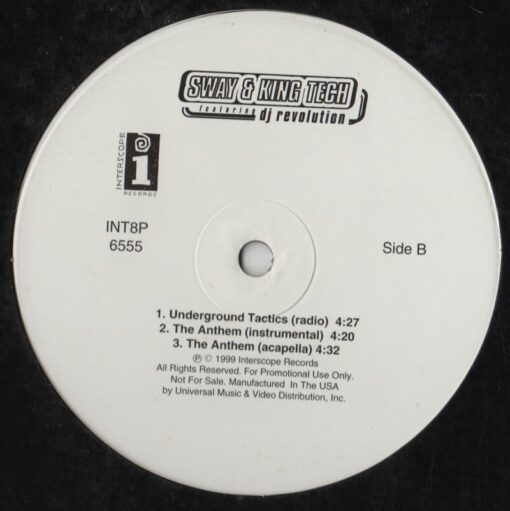 SWAY & KING TECH
featuring dj revolution
INTERSCOPE
i
RECORDS
INT8P
6555
Side B
1. Underground Tactics (radio) 4:27
2. The Anthem (instrumental) 4:20
3. The Anthem (acapella) 4:32
℗ © 1999 Interscope Records
All Rights Reserved. For Promotional Use Only.
Not For Sale. Manufactured In The USA
by Universal Music & Video Distribution, Inc.